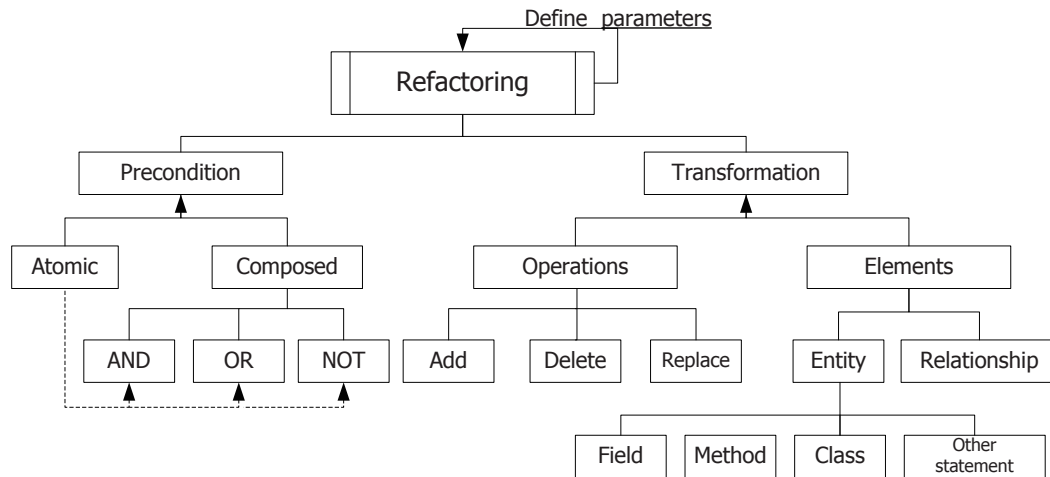 Define parameters
Refactoring
Precondition
Transformation
Atomic
Composed
Operations
Elements
AND
OR
NOT
Add
Delete
Replace
Entity
Relationship
Field
Method
Class
Other
statement